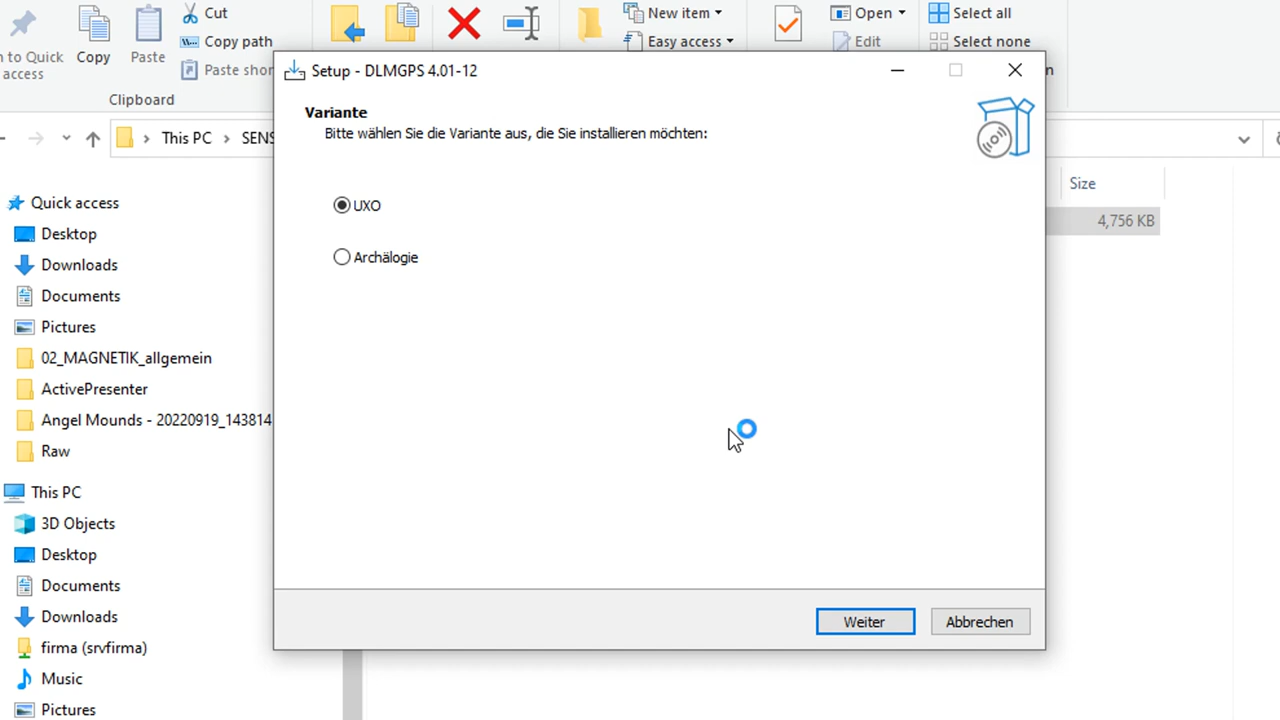 Cut
New item
Open
Select all
n to Quick
access
Copy
Paste
Copy path
Easy access
Edit
Select none
Paste shor
Clipboard
Setup - DLMGPS 4.01-12
Variante
Bitte wählen Sie die Variante aus, die Sie installieren möchten:
This PC
SENS
Size
4,756 KB
UXO
Archälogie
Quick access
Desktop
Downloads
Documents
Pictures
02_MAGNETIK_allgemein
ActivePresenter
Angel Mounds - 20220919_143814
Raw
This PC
3D Objects
Desktop
Documents
Downloads
firma (srvfirma)
Music
Pictures
Weiter
Abbrechen